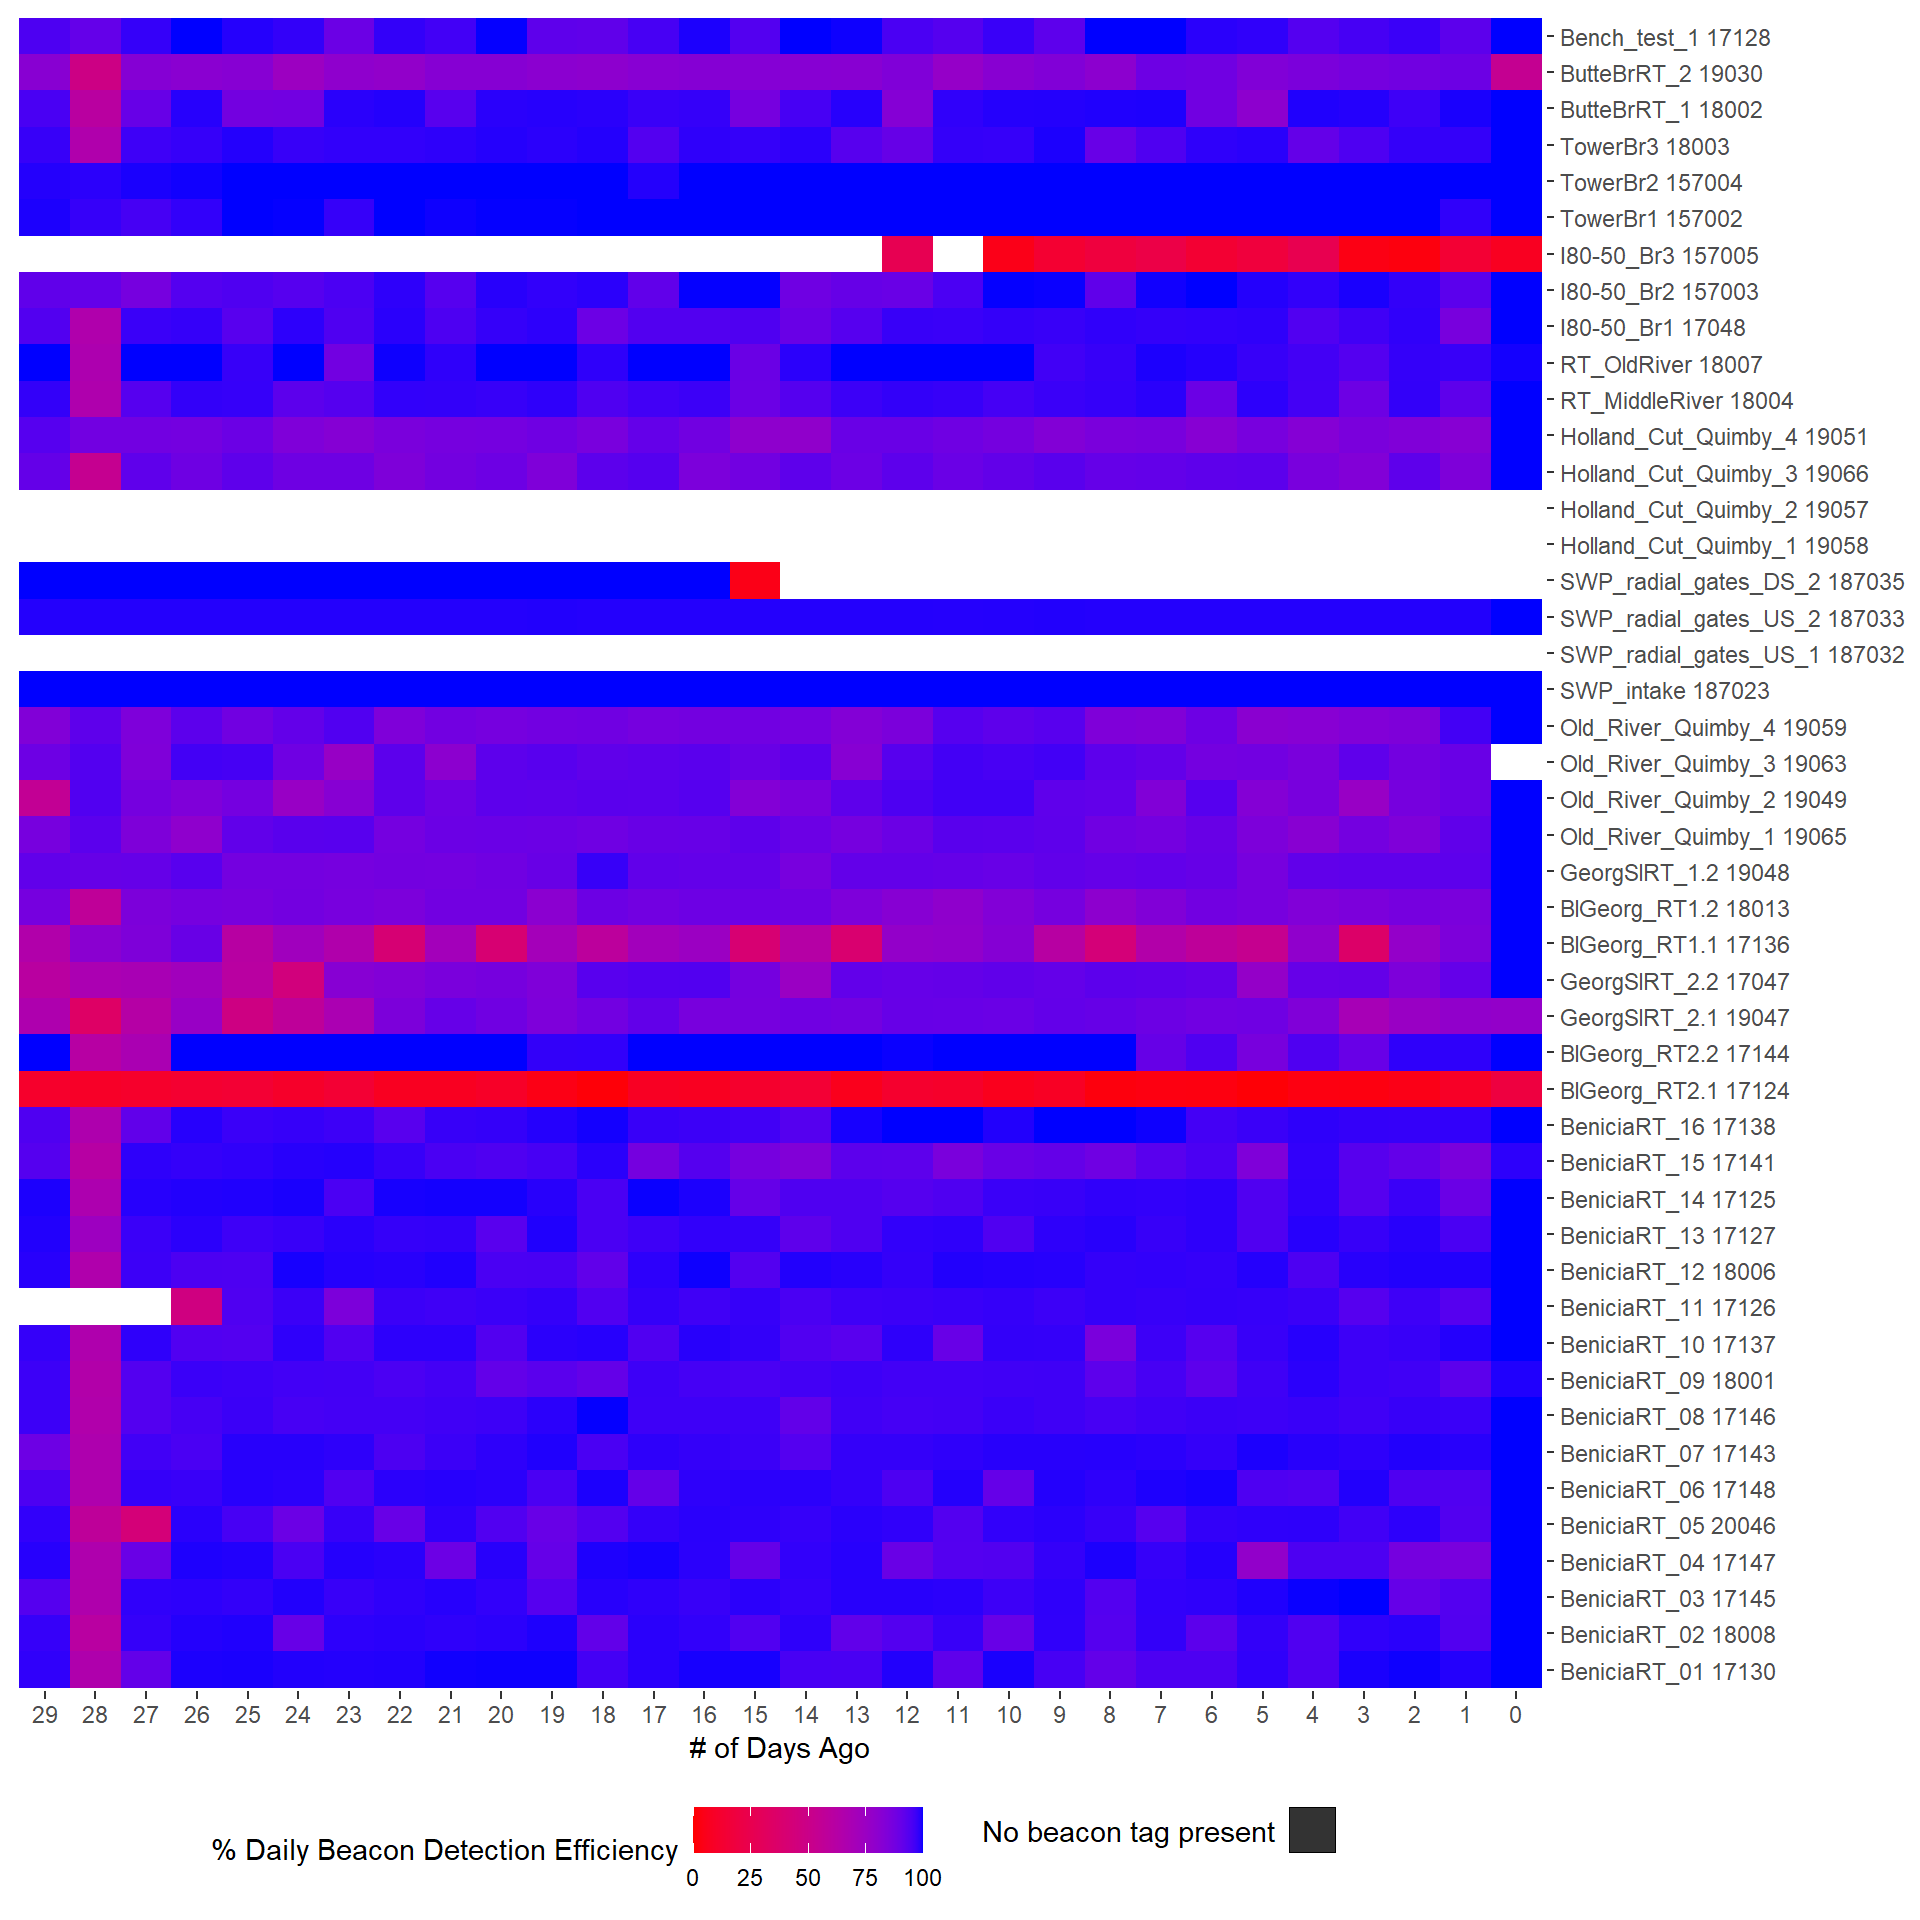 Bench_test_1 17128
ButteBrRT_2 19030
ButteBrRT_1 18002
TowerBr3 18003
TowerBr2 157004
TowerBr1 157002
I80-50_Br3 157005
I80-50_Br2 157003
I80-50_Br1 17048
RT_OldRiver 18007
RT_MiddleRiver 18004
Holland_Cut_Quimby_4 19051
Holland_Cut_Quimby_3 19066
Holland_Cut_Quimby_2 19057
Holland_Cut_Quimby_1 19058
SWP_radial_gates_DS_2 187035
SWP_radial_gates_US_2 187033
SWP_radial_gates_US_1 187032
SWP_intake 187023
Old_River_Quimby_4 19059
Old_River_Quimby_3 19063
Old_River_Quimby_2 19049
Old_River_Quimby_1 19065
GeorgSlRT_1.2 19048
BlGeorg_RT1.2 18013
BlGeorg_RT1.1 17136
GeorgSlRT_2.2 17047
GeorgSlRT_2.1 19047
BlGeorg_RT2.2 17144
BlGeorg_RT2.1 17124
BeniciaRT_16 17138
BeniciaRT_15 17141
BeniciaRT_14 17125
BeniciaRT_13 17127
BeniciaRT_12 18006
BeniciaRT_11 17126
BeniciaRT_10 17137
BeniciaRT_09 18001
BeniciaRT_08 17146
BeniciaRT_07 17143
BeniciaRT_06 17148
BeniciaRT_05 20046
BeniciaRT_04 17147
BeniciaRT_03 17145
BeniciaRT_02 18008
BeniciaRT_01 17130
29 28 27 26 25 24 23 22 21 20 19 18 17 16 15 14 13 12 11 10 9 8 7 6 5 4 3 2 1 0
# of Days Ago
% Daily Beacon Detection Efficiency
0 25 50 75 100
No beacon tag present